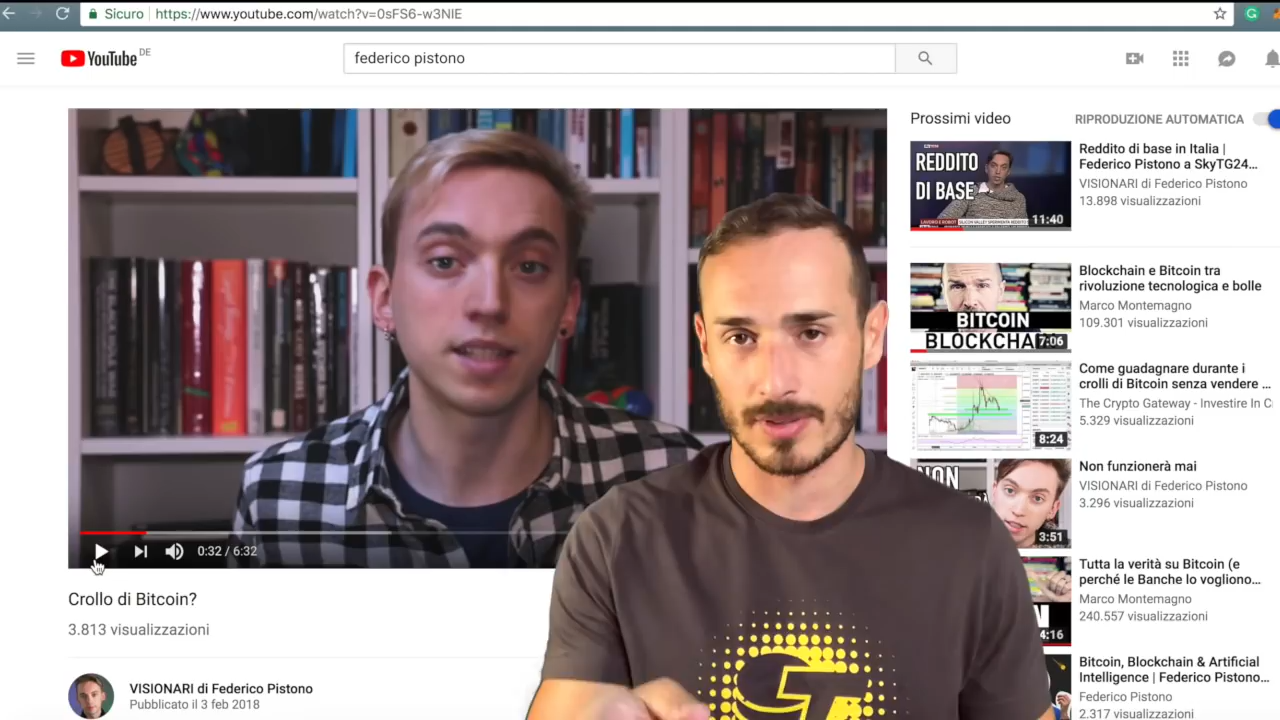 Sicuro
https://www.youtube.com/watch?v=0sFS6-w3NIE
YouTube DE
federico pistono
Prossimi video
RIPRODUZIONE AUTOMATICA
REDDITO
DI BASE
11:40
Reddito di base in Italia |
Federico Pistono a SkyTG24...
VISIONARI di Federico Pistono
13.898 visualizzazioni
BITCOIN
BLOCKCHA
7:06
Blockchain e Bitcoin tra
rivoluzione tecnologica e bolle
Marco Montemagno
109.301 visualizzazioni
8:24
Come guadagnare durante i
crolli di Bitcoin senza vendere ...
The Crypto Gateway - Investire In C
5.329 visualizzazioni
NON
3:51
Non funzionerà mai
VISIONARI di Federico Pistono
3.296 visualizzazioni
4:16
Tutta la verità su Bitcoin (e
perché le Banche lo vogliono...
Marco Montemagno
240.557 visualizzazioni
Bitcoin, Blockchain & Artificial
Intelligence | Federico Pistono...
Federico Pistono
2.317 visualizzazioni
0:32 / 6:32
Crollo di Bitcoin?
3.813 visualizzazioni
VISIONARI di Federico Pistono
Pubblicato il 3 feb 2018